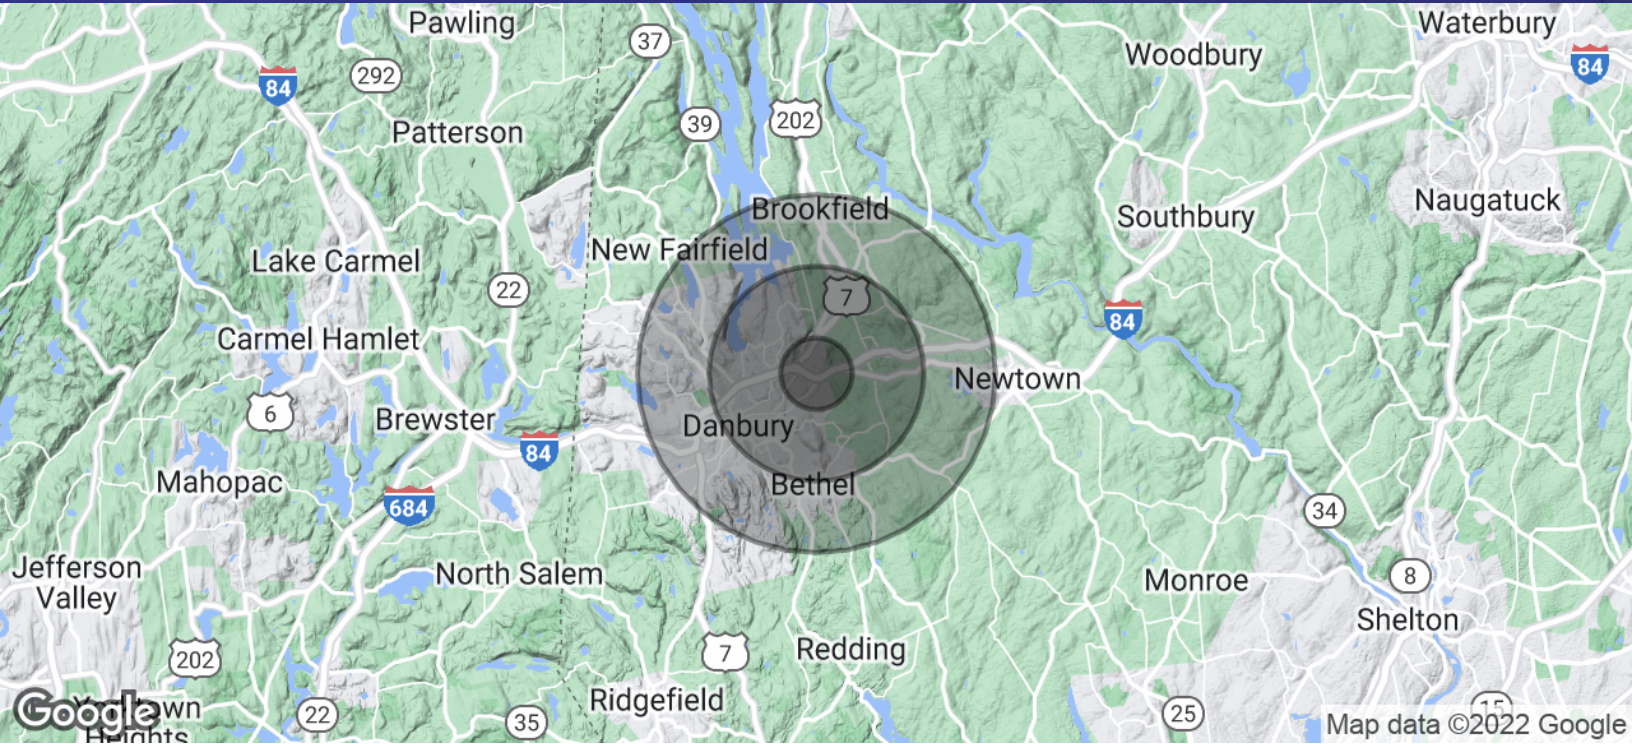 Pawling
37
Woodbury
Waterbury
84
84
292
39
202
Patterson
Naugatuck
Brookfield
Southbury
New Fairfield
Lake Carmel
22
7
84
Carmel Hamlet
Newtown
6
Brewster
Danbury
84
Mahopac
Bethel
684
34
Jefferson
Valley
North Salem
Monroe
8
Shelton
202
7
Redding
Ridgefield
Google
22
35
25
15
Heights
Map data ©2022 Google